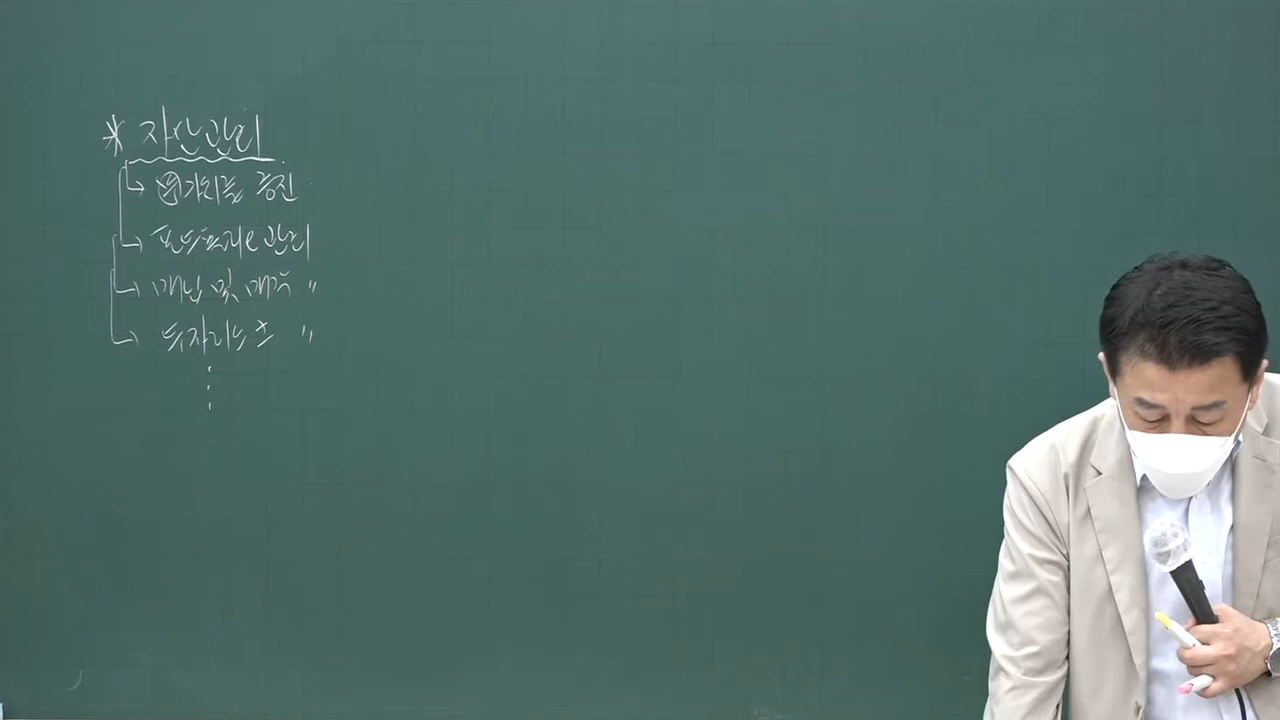 * 자산관리
가치를 증진
포트폴리오 관리
매입 및 매각 "
투자리스크 "
⋮